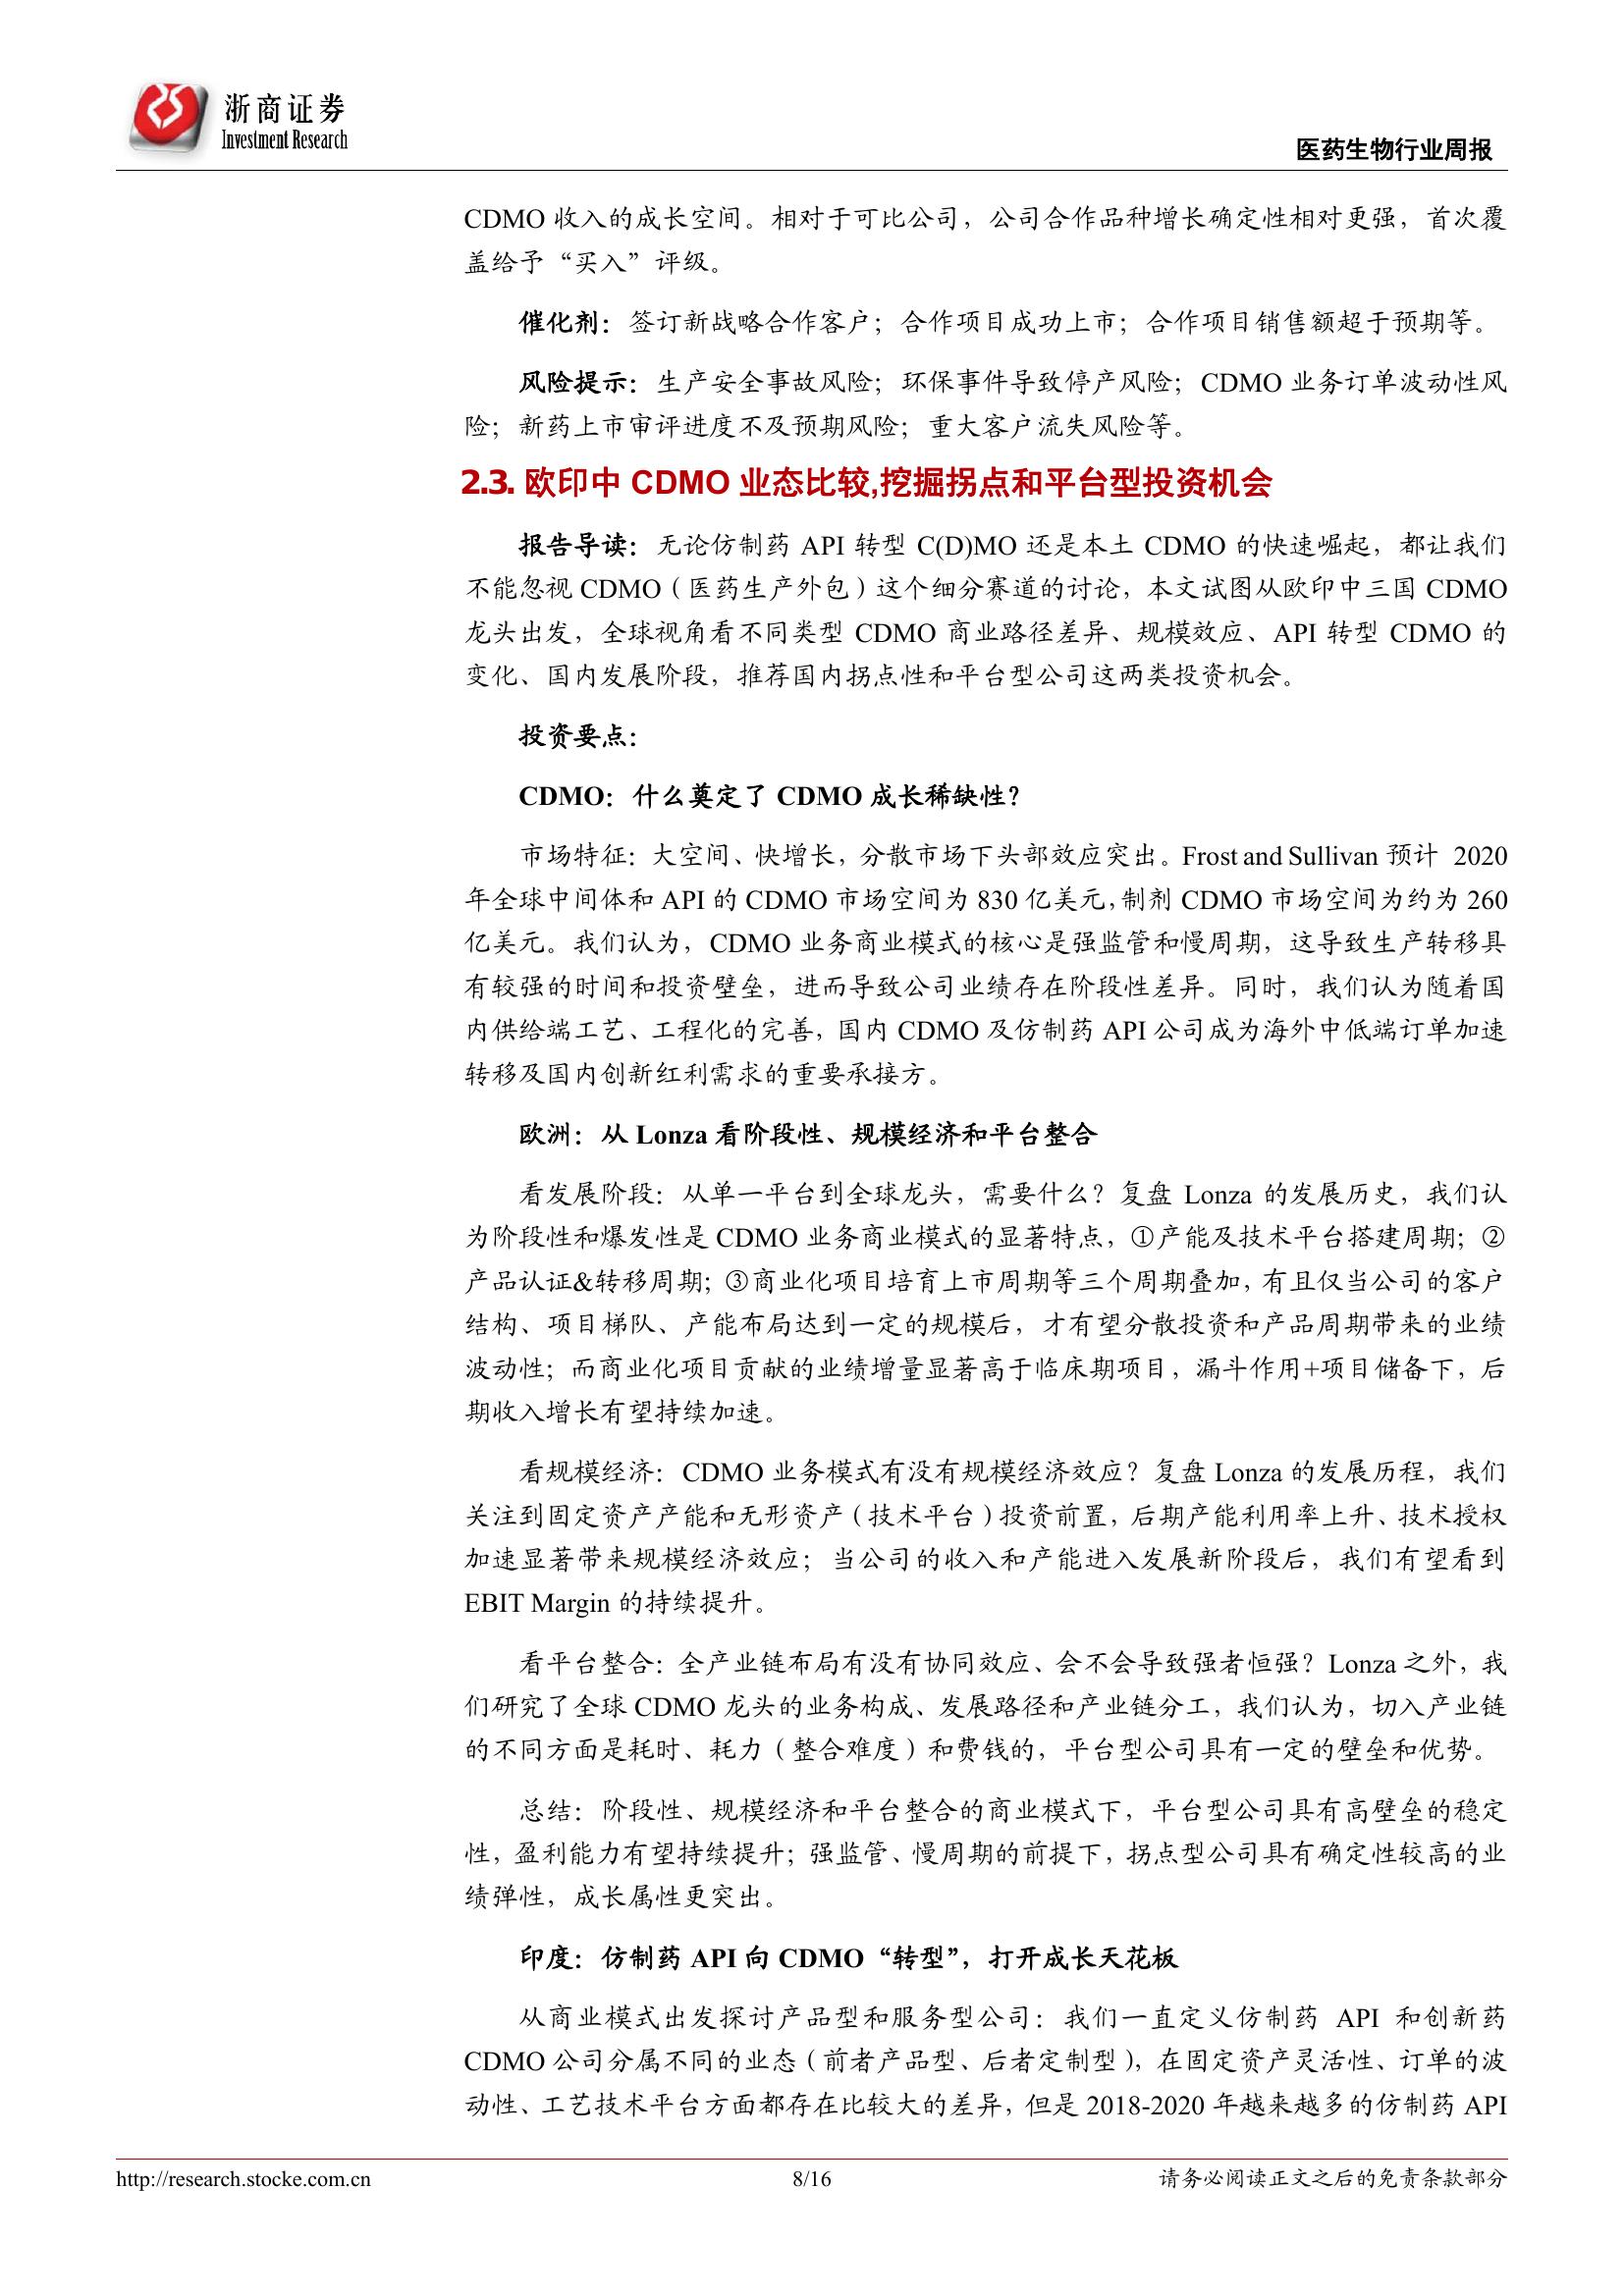 浙商证券
Investment Research
医药生物行业周报
CDMO 收入的成长空间。相对于可比公司，公司合作品种增长确定性相对更强，首次覆
盖给予“买入”评级。
催化剂：签订新战略合作客户；合作项目成功上市；合作项目销售额超于预期等。
风险提示：生产安全事故风险；环保事件导致停产风险；CDMO 业务订单波动性风
险；新药上市审评进度不及预期风险；重大客户流失风险等。
2.3. 欧印中 CDMO 业态比较,挖掘拐点和平台型投资机会
报告导读：无论仿制药 API 转型 C(D)MO 还是本土 CDMO 的快速崛起，都让我们
不能忽视 CDMO（医药生产外包）这个细分赛道的讨论，本文试图从欧印中三国 CDMO
龙头出发，全球视角看不同类型 CDMO 商业路径差异、规模效应、API 转型 CDMO 的
变化、国内发展阶段，推荐国内拐点性和平台型公司这两类投资机会。
投资要点：
CDMO：什么奠定了 CDMO 成长稀缺性？
市场特征：大空间、快增长，分散市场下头部效应突出。Frost and Sullivan 预计 2020
年全球中间体和 API 的 CDMO 市场空间为 830 亿美元，制剂 CDMO 市场空间为约为 260
亿美元。我们认为，CDMO 业务商业模式的核心是强监管和慢周期，这导致生产转移具
有较强的时间和投资壁垒，进而导致公司业绩存在阶段性差异。同时，我们认为随着国
内供给端工艺、工程化的完善，国内 CDMO 及仿制药 API 公司成为海外中低端订单加速
转移及国内创新红利需求的重要承接方。
欧洲：从 Lonza 看阶段性、规模经济和平台整合
看发展阶段：从单一平台到全球龙头，需要什么？复盘 Lonza 的发展历史，我们认
为阶段性和爆发性是 CDMO 业务商业模式的显著特点，①产能及技术平台搭建周期；②
产品认证&转移周期；③商业化项目培育上市周期等三个周期叠加，有且仅当公司的客户
结构、项目梯队、产能布局达到一定的规模后，才有望分散投资和产品周期带来的业绩
波动性；而商业化项目贡献的业绩增量显著高于临床期项目，漏斗作用+项目储备下，后
期收入增长有望持续加速。
看规模经济：CDMO 业务模式有没有规模经济效应？复盘 Lonza 的发展历程，我们
关注到固定资产产能和无形资产（技术平台）投资前置，后期产能利用率上升、技术授权
加速显著带来规模经济效应；当公司的收入和产能进入发展新阶段后，我们有望看到
EBIT Margin 的持续提升。
看平台整合：全产业链布局有没有协同效应、会不会导致强者恒强？Lonza 之外，我
们研究了全球 CDMO 龙头的业务构成、发展路径和产业链分工，我们认为，切入产业链
的不同方面是耗时、耗力（整合难度）和费钱的，平台型公司具有一定的壁垒和优势。
总结：阶段性、规模经济和平台整合的商业模式下，平台型公司具有高壁垒的稳定
性，盈利能力有望持续提升；强监管、慢周期的前提下，拐点型公司具有确定性较高的业
绩弹性，成长属性更突出。
印度：仿制药 API 向 CDMO“转型”，打开成长天花板
从商业模式出发探讨产品型和服务型公司：我们一直定义仿制药 API 和创新药
CDMO 公司分属不同的业态（前者产品型、后者定制型），在固定资产灵活性、订单的波
动性、工艺技术平台方面都存在比较大的差异，但是 2018-2020 年越来越多的仿制药 API
http://research.stocke.com.cn
8/16
请务必阅读正文之后的免责条款部分